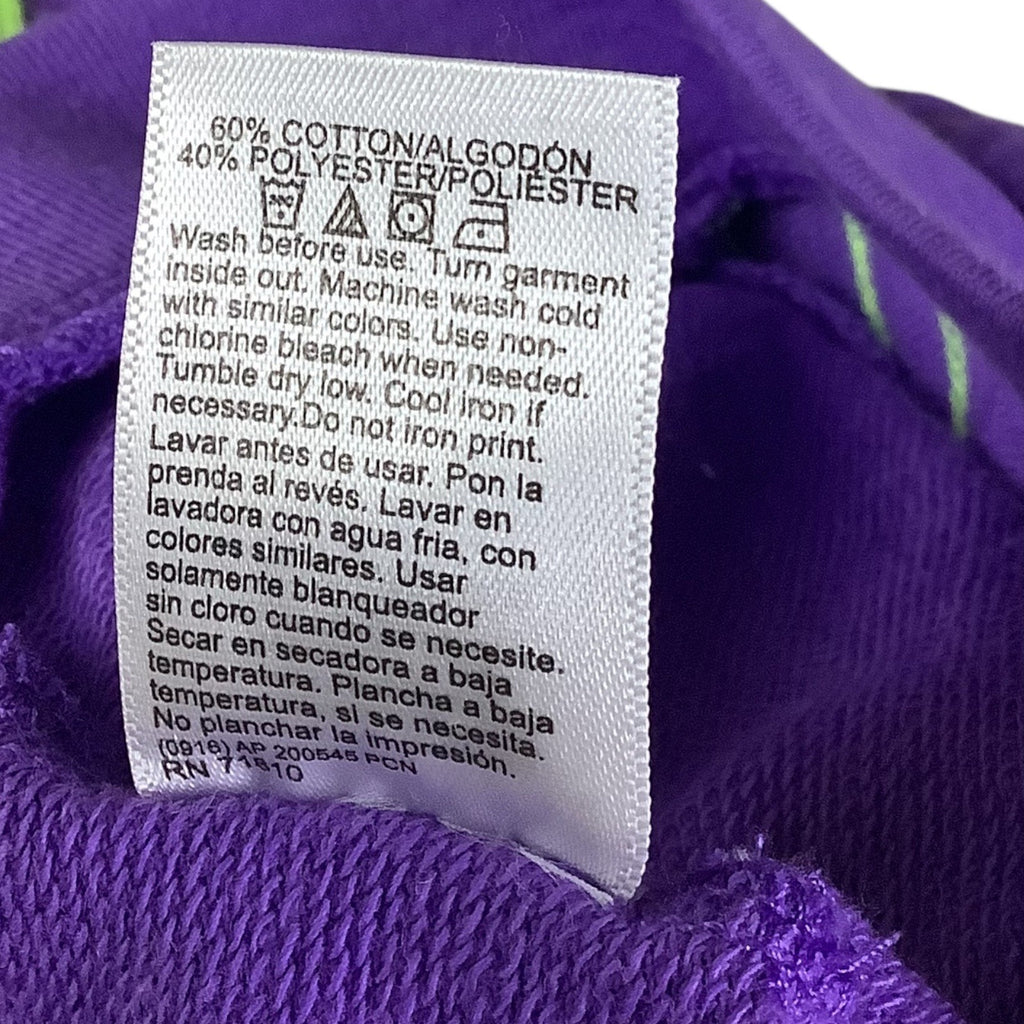 60% COTTON/ALGODÓN
40% POLYESTER/POLIÉSTER
Wash before use. Turn garment
inside out. Machine wash cold
with similar colors. Use non-
chlorine bleach when needed.
Tumble dry low. Cool iron if
necessary.Do not iron print.
Lavar antes de usar. Pon la
prenda al revés. Lavar en
lavadora con agua fria, con
colores similares. Usar
solamente blanqueador
sin cloro cuando se necesite.
Secar en secadora a baja
temperatura. Plancha a baja
temperatura, si se necesita.
No planchar la impresión.
(0916) AP 200545 PCN
RN